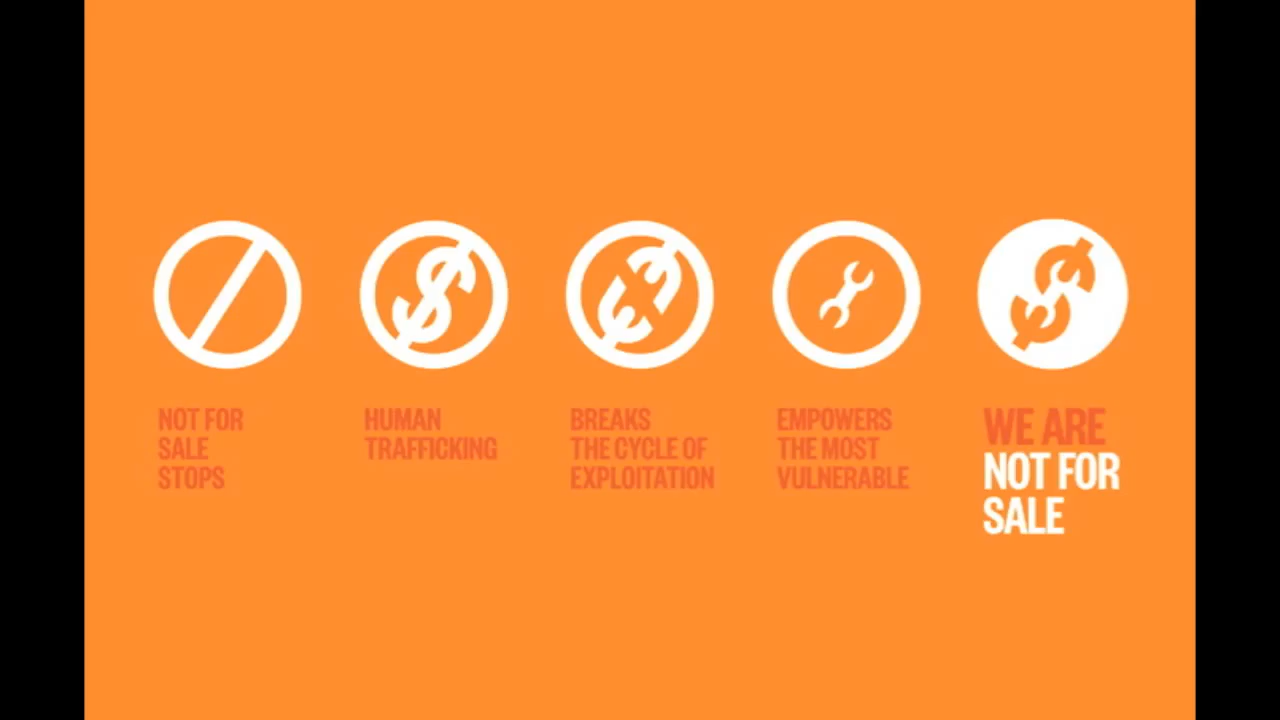 NOT FOR
SALE
STOPS
HUMAN
TRAFFICKING
BREAKS
THE CYCLE OF
EXPLOITATION
EMPOWERS
THE MOST
VULNERABLE
WE ARE
NOT FOR
SALE